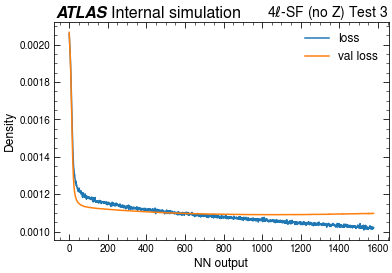 ATLAS Internal simulation 4ℓ-SF (no Z) Test 3
loss
val loss
0.0020
0.0018
0.0016
0.0014
0.0012
0.0010
Density
0 200 400 600 800 1000 1200 1400 1600
NN output